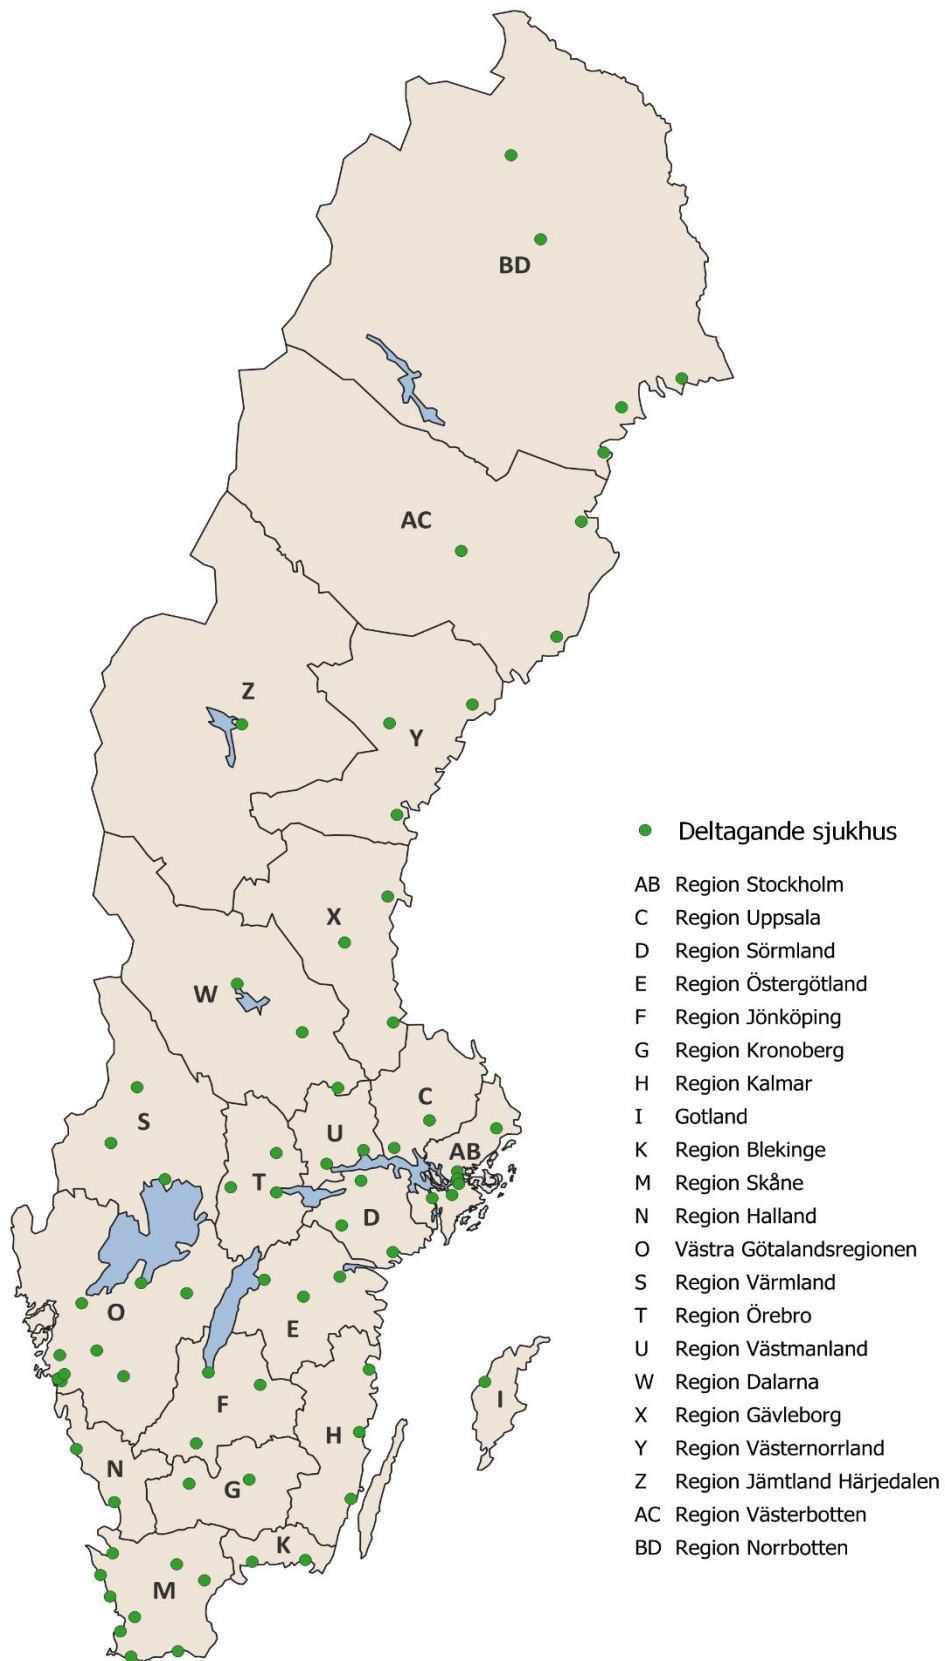 BD
AC
Z
Y
X
W
S
C
U
AB
T
D
O
E
F
I
H
N
G
K
M
Deltagande sjukhus
AB Region Stockholm
C Region Uppsala
D Region Sörmland
E Region Östergötland
F Region Jönköping
G Region Kronoberg
H Region Kalmar
I Gotland
K Region Blekinge
M Region Skåne
N Region Halland
O Västra Götalandsregionen
S Region Värmland
T Region Örebro
U Region Västmanland
W Region Dalarna
X Region Gävleborg
Y Region Västernorrland
Z Region Jämtland Härjedalen
AC Region Västerbotten
BD Region Norrbotten